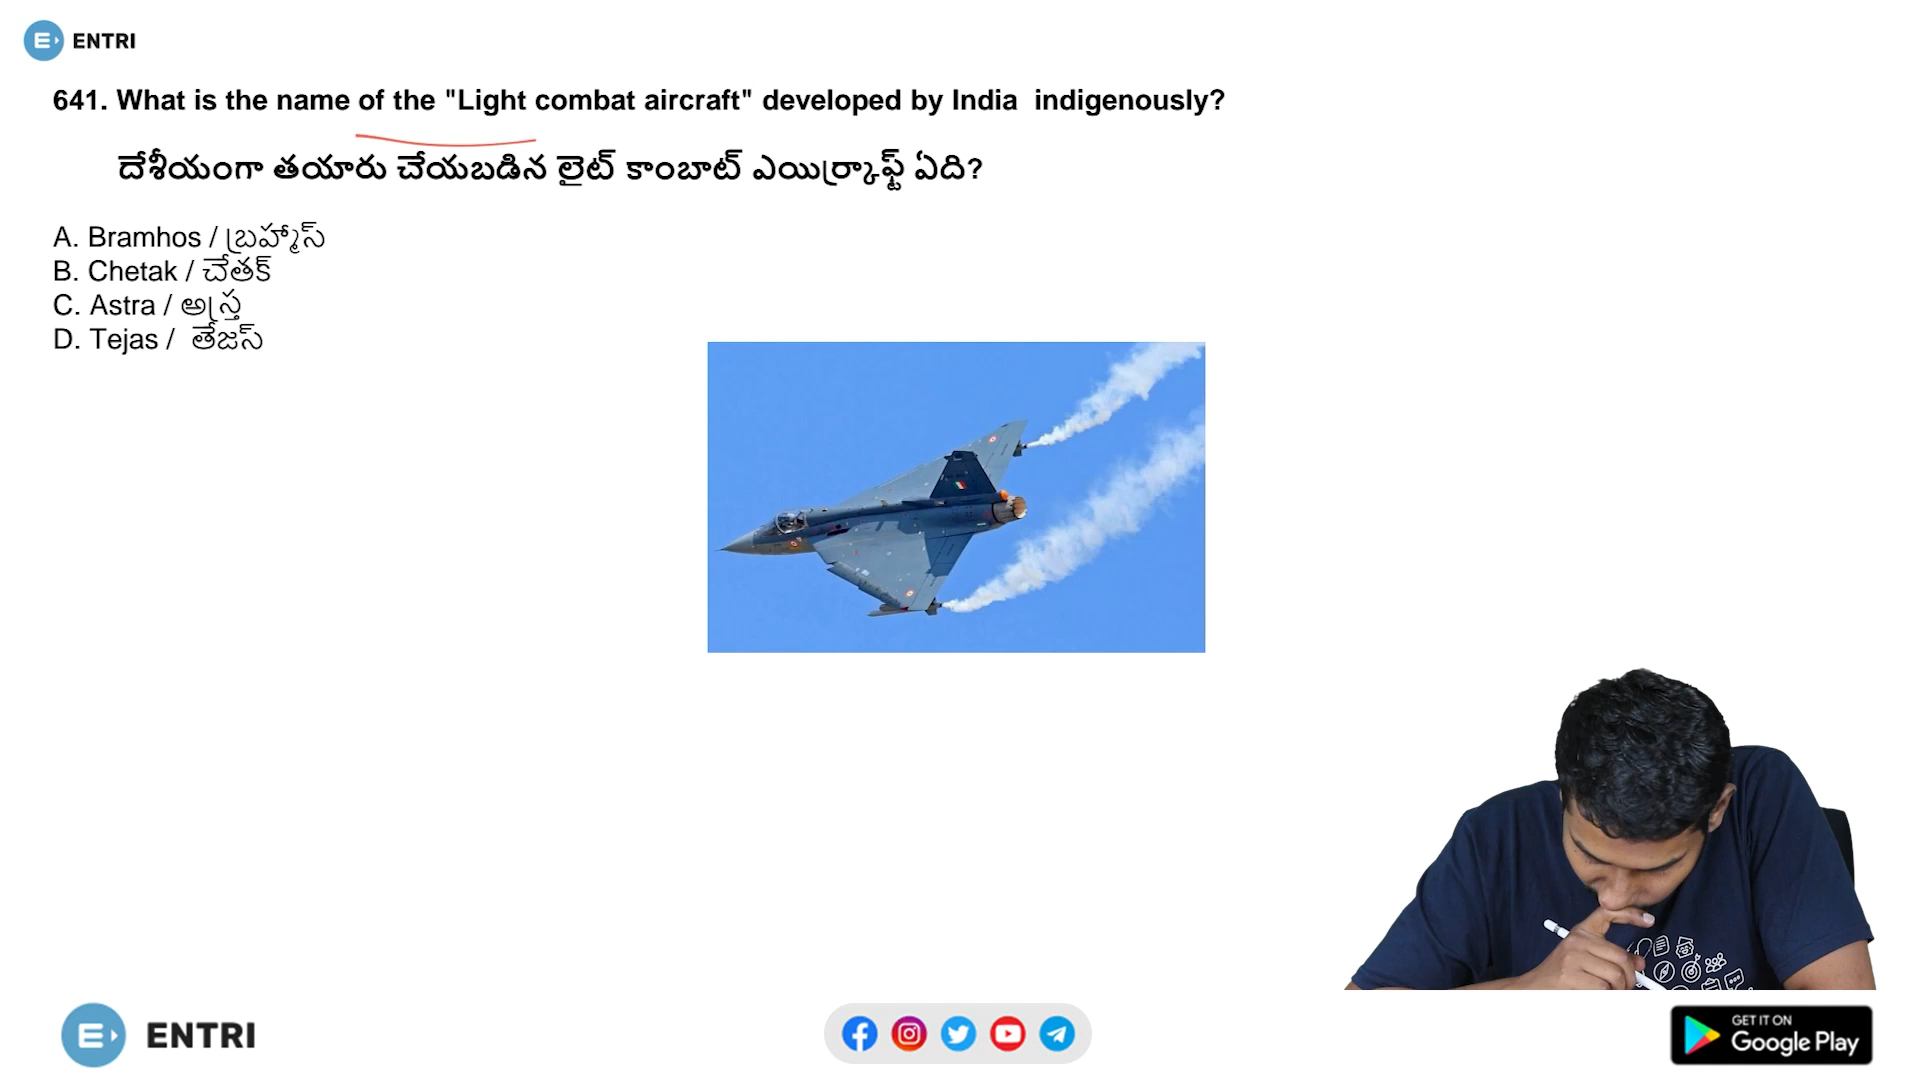 ENTRI
641. What is the name of the "Light combat aircraft" developed by India indigenously?
దేశీయంగా తయారు చేయబడిన లైట్ కాంబాట్ ఎయిర్క్రాఫ్ట్ ఏది?
A. Bramhos / బ్రహ్మాస్
B. Chetak / చేతక్
C. Astra / అస్త్ర
D. Tejas / తేజస్
ENTRI
GET IT ON
Google Play